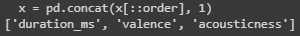 x = pd.concat(x[::order], 1)
['duration_ms', 'valence', 'acousticness']